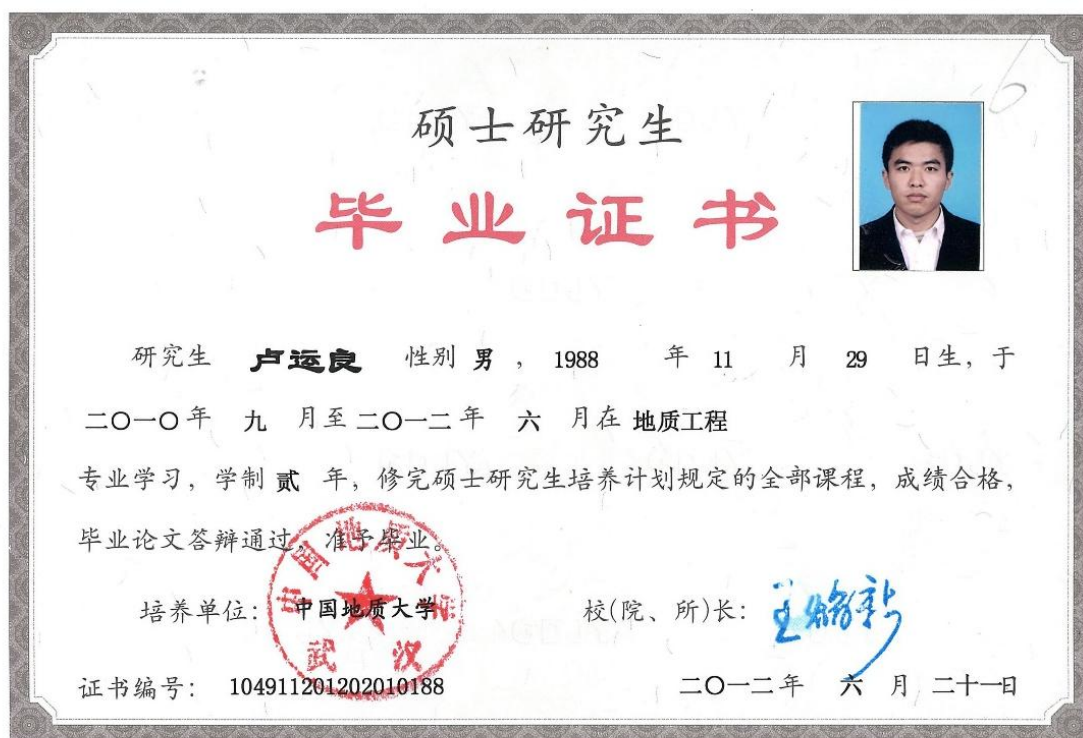 硕士研究生
毕业证书
研究生 卢运良 性别 男 ， 1988 年 11 月 29 日生，于
二〇一〇年 九 月至二〇一二年 六 月在 地质工程
专业学习，学制 贰 年，修完硕士研究生培养计划规定的全部课程，成绩合格，
毕业论文答辩通过，准予毕业。
中国地质大学
武汉
培养单位： 中国地质大学 校(院、所)长：
证书编号： 104911201202010188 二〇一二年 六 月 二十一日